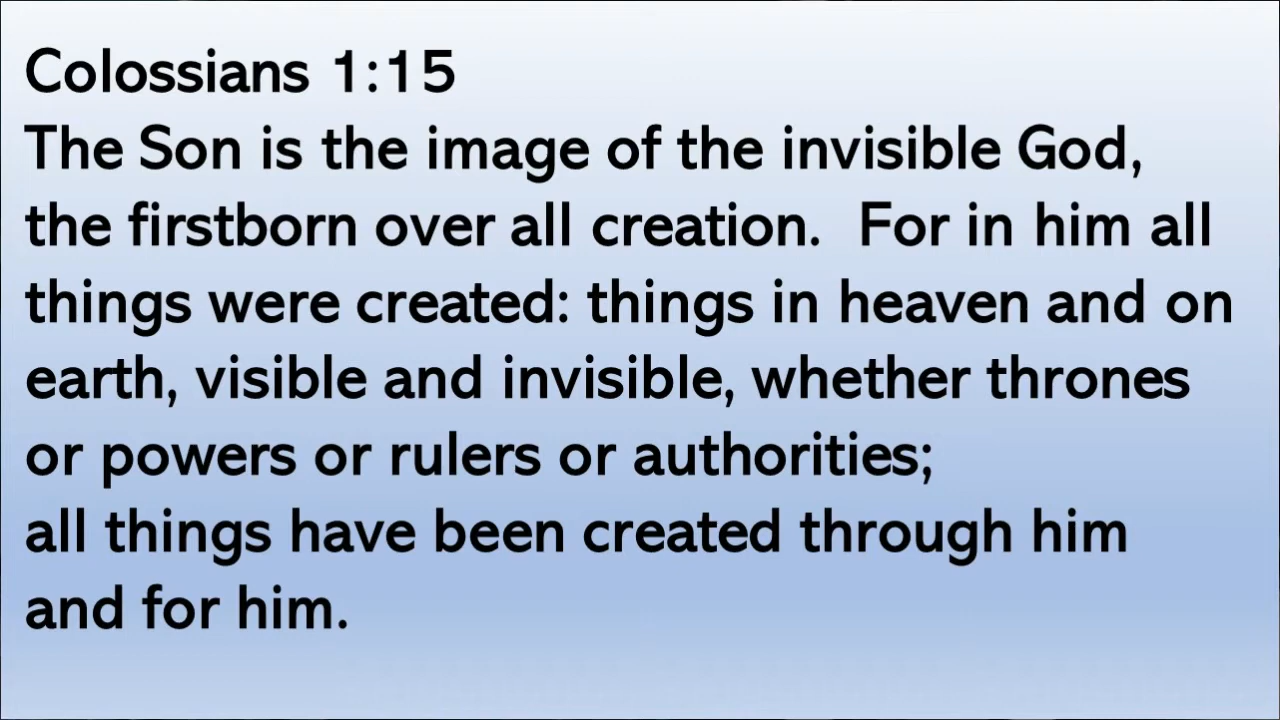 Colossians 1:15
The Son is the image of the invisible God,
the firstborn over all creation.  For in him all
things were created: things in heaven and on
earth, visible and invisible, whether thrones
or powers or rulers or authorities;
all things have been created through him
and for him.